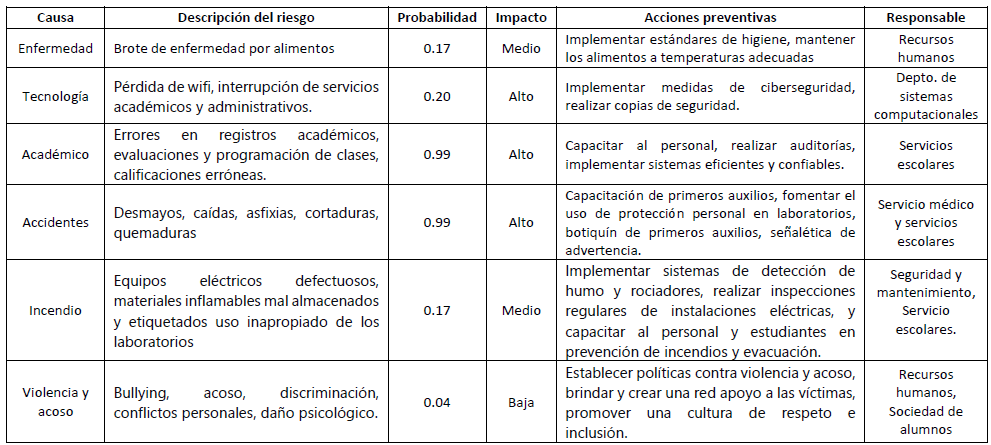 Causa
Descripción del riesgo
Probabilidad
Impacto
Acciones preventivas
Responsable
Enfermedad
Brote de enfermedad por alimentos
0.17
Medio
Implementar estándares de higiene, mantener
los alimentos a temperaturas adecuadas
Recursos
humanos
Tecnología
Pérdida de wifi, interrupción de servicios
académicos y administrativos.
0.20
Alto
Implementar medidas de ciberseguridad,
realizar copias de seguridad.
Depto. de
sistemas
computacionales
Académico
Errores en registros académicos,
evaluaciones y programación de clases,
calificaciones erróneas.
0.99
Alto
Capacitar al personal, realizar auditorías,
implementar sistemas eficientes y confiables.
Servicios
escolares
Accidentes
Desmayos, caídas, asfixias, cortaduras,
quemaduras
0.99
Alto
Capacitación de primeros auxilios, fomentar el
uso de protección personal en laboratorios,
botiquín de primeros auxilios, señalética de
advertencia.
Servicio médico
y servicios
escolares
Incendio
Equipos eléctricos defectuosos,
materiales inflamables mal almacenados
y etiquetados uso inapropiado de los
laboratorios
0.17
Medio
Implementar sistemas de detección de
humo y rociadores, realizar inspecciones
regulares de instalaciones eléctricas, y
capacitar al personal y estudiantes en
prevención de incendios y evacuación.
Seguridad y
mantenimiento,
Servicio
escolares.
Violencia y
acoso
Bullying, acoso, discriminación,
conflictos personales, daño psicológico.
0.04
Baja
Establecer políticas contra violencia y acoso,
brindar y crear una red apoyo a las víctimas,
promover una cultura de respeto e
inclusión.
Recursos
humanos,
Sociedad de
alumnos